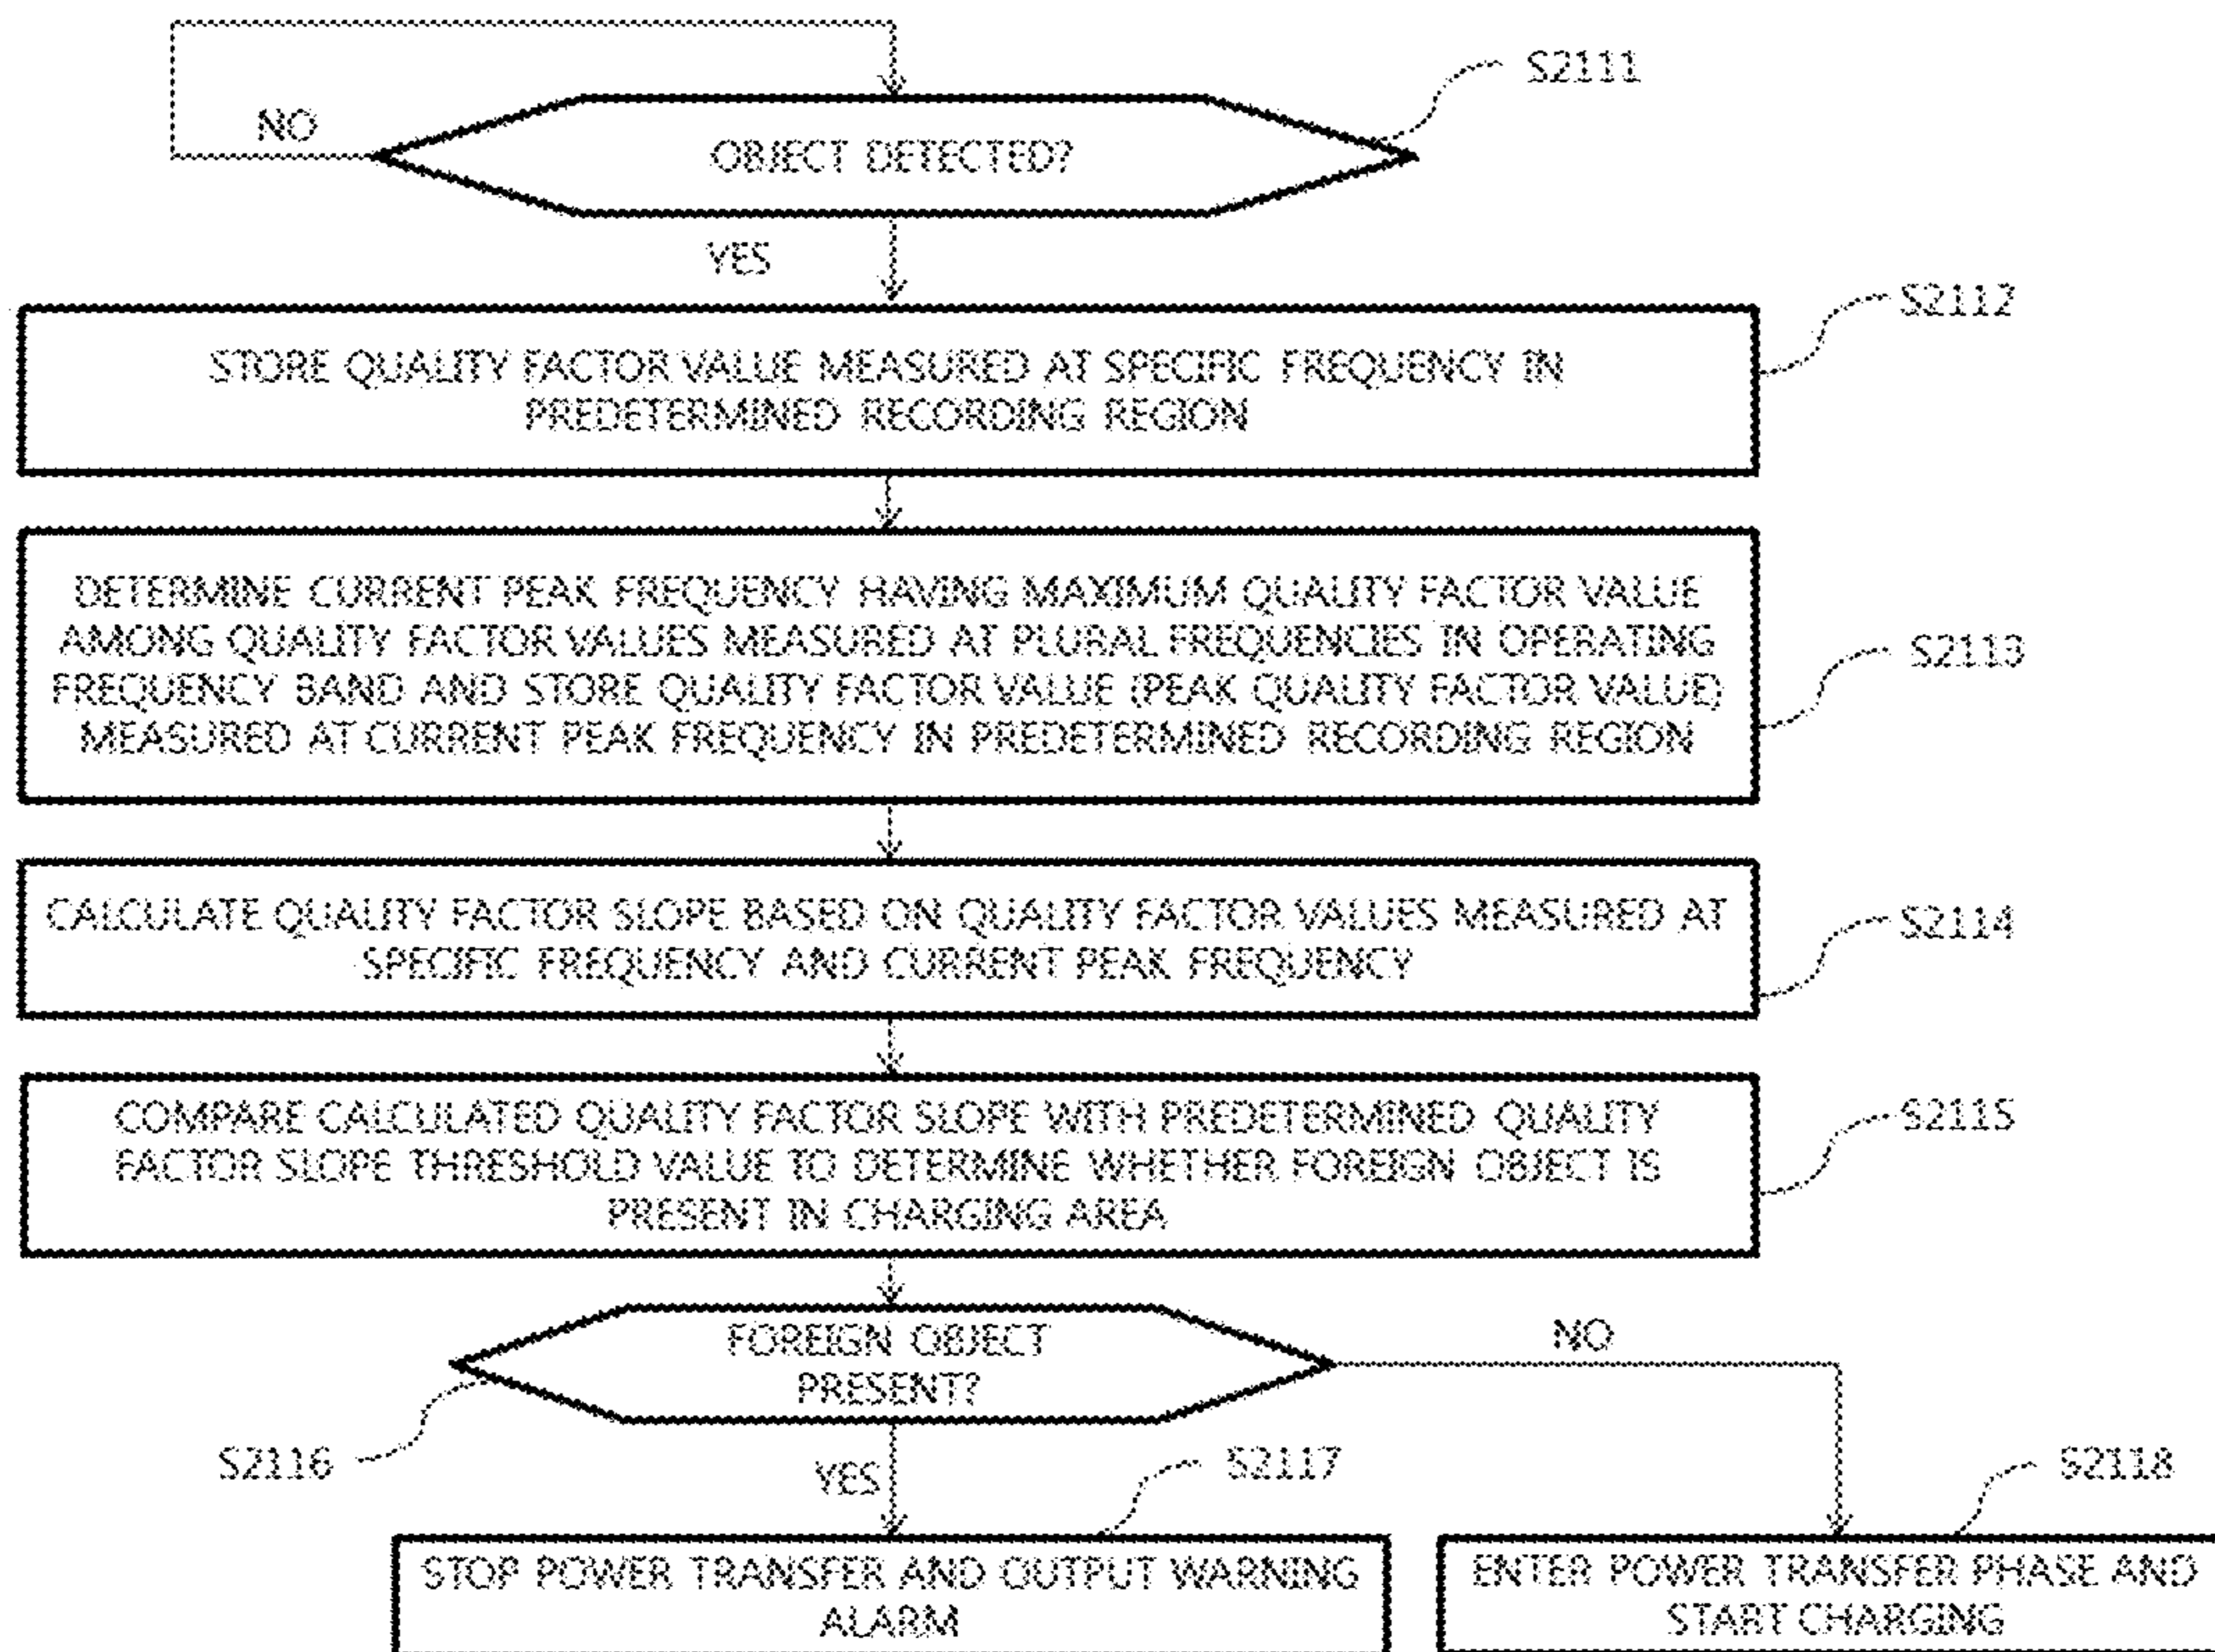 S2111
NO
OBJECT DETECTED?
YES
S2112
STORE QUALITY FACTOR VALUE MEASURED AT SPECIFIC FREQUENCY IN
PREDETERMINED RECORDING REGION
DETERMINE CURRENT PEAK FREQUENCY HAVING MAXIMUM QUALITY FACTOR VALUE
AMONG QUALITY FACTOR VALUES MEASURED AT PLURAL FREQUENCIES IN OPERATING
FREQUENCY BAND AND STORE QUALITY FACTOR VALUE (PEAK QUALITY FACTOR VALUE)
MEASURED AT CURRENT PEAK FREQUENCY IN PREDETERMINED RECORDING REGION
S2113
CALCULATE QUALITY FACTOR SLOPE BASED ON QUALITY FACTOR VALUES MEASURED AT
SPECIFIC FREQUENCY AND CURRENT PEAK FREQUENCY
S2114
COMPARE CALCULATED QUALITY FACTOR SLOPE WITH PREDETERMINED QUALITY
FACTOR SLOPE THRESHOLD VALUE TO DETERMINE WHETHER FOREIGN OBJECT IS
PRESENT IN CHARGING AREA
S2115
FOREIGN OBJECT
PRESENT?
NO
S2116
YES
S2117
S2118
STOP POWER TRANSFER AND OUTPUT WARNING
ALARM
ENTER POWER TRANSFER PHASE AND
START CHARGING